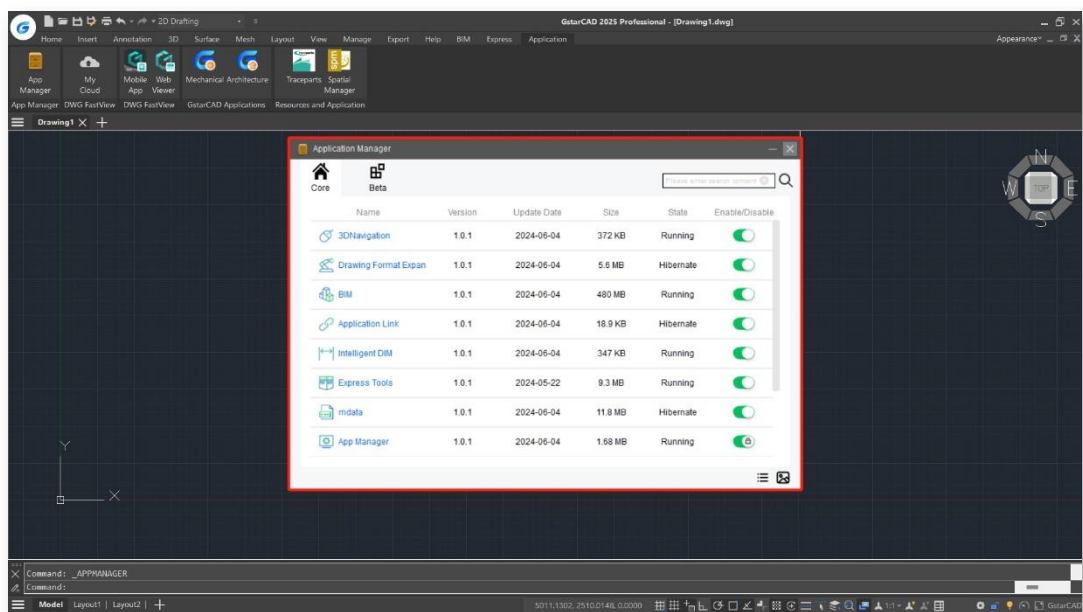 2D Drafting
GstarCAD 2025 Professional - [Drawing1.dwg]
Home Insert Annotation 3D Surface Mesh Layout View Manage Export Help BIM Express Application Appearance
App Manager
My Cloud
Mobile App
Web Viewer
Mechanical Architecture
Traceparts
Spatial Manager
App Manager DWG FastView DWG FastView GstarCAD Applications Resources and Application
Drawing1
Application Manager
Core Beta
Please enter search content
Name Version Update Date Size State Enable/Disable
3DNavigation 1.0.1 2024-06-04 372 KB Running
Drawing Format Expan 1.0.1 2024-06-04 5.6 MB Hibernate
BIM 1.0.1 2024-06-04 480 MB Running
Application Link 1.0.1 2024-06-04 18.9 KB Hibernate
Intelligent DIM 1.0.1 2024-06-04 347 KB Running
Express Tools 1.0.1 2024-05-22 9.3 MB Running
mdata 1.0.1 2024-06-04 11.8 MB Hibernate
App Manager 1.0.1 2024-06-04 1.68 MB Running
N
W TOP E
S
Y
X
Command: _APPMANAGER
Command:
Model Layout1 Layout2
5011.1302, 2510.0148, 0.0000 1:1 GstarCAD